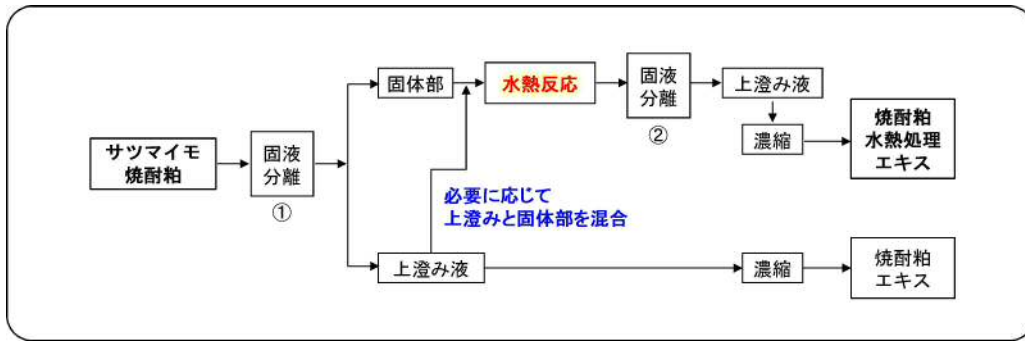 サツマイモ
焼酎粕
固液
分離
①
固体部
水熱反応
固液
分離
②
上澄み液
濃縮
焼酎粕
水熱処理
エキス
必要に応じて
上澄みと固体部を混合
上澄み液
濃縮
焼酎粕
エキス